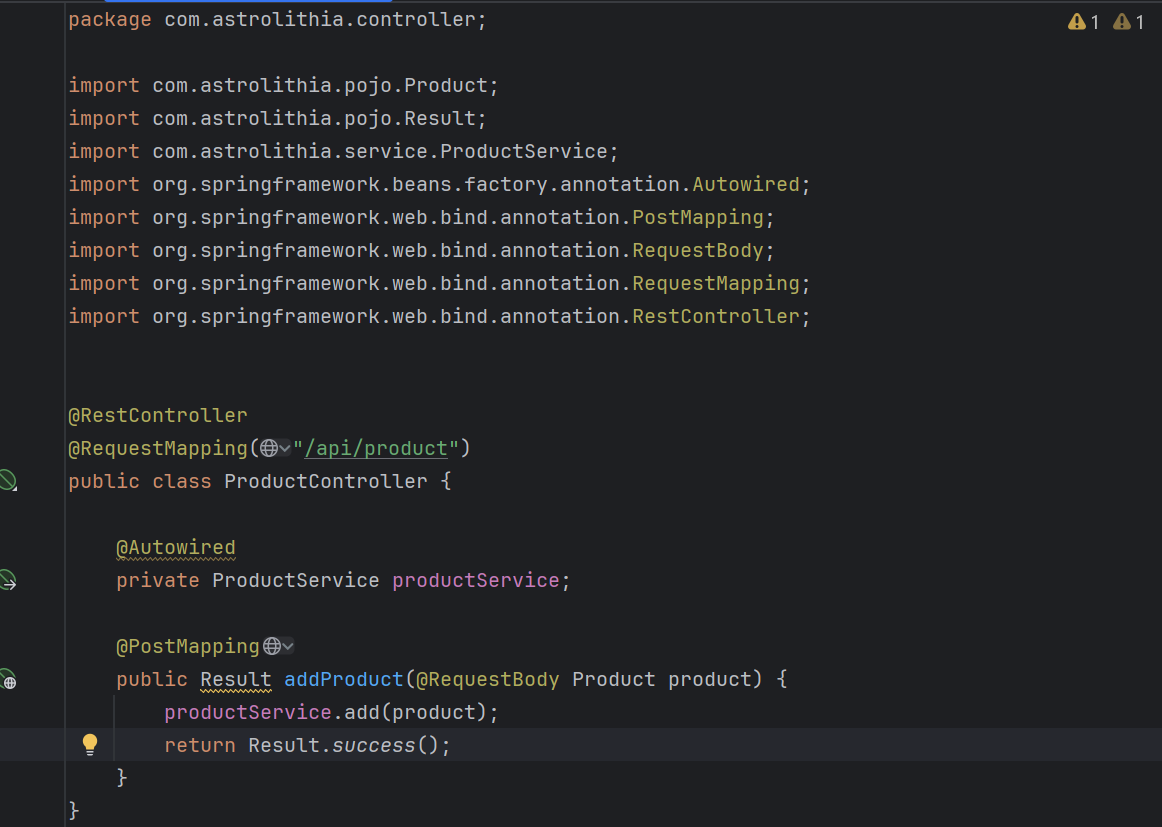 package com.astrolithia.controller;
1 1
import com.astrolithia.pojo.Product;
import com.astrolithia.pojo.Result;
import com.astrolithia.service.ProductService;
import org.springframework.beans.factory.annotation.Autowired;
import org.springframework.web.bind.annotation.PostMapping;
import org.springframework.web.bind.annotation.RequestBody;
import org.springframework.web.bind.annotation.RequestMapping;
import org.springframework.web.bind.annotation.RestController;
@RestController
@RequestMapping("/api/product")
public class ProductController {
@Autowired
private ProductService productService;
@PostMapping
public Result addProduct(@RequestBody Product product) {
productService.add(product);
return Result.success();
}
}